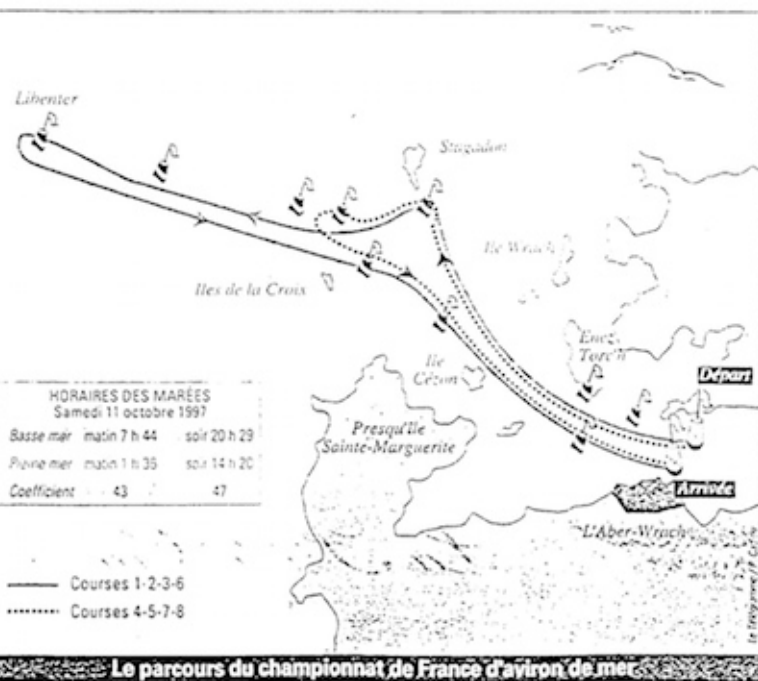 Libenter
Stagadon
Ile Wrach
Iles de la Croix
Enez
Torc'h
Ile
Cézon
Départ
HORAIRES DES MARÉES
Samedi 11 octobre 1997
Basse mer matin 7 h 44 soir 20 h 29
Pleine mer matin 1 h 35 soir 14 h 20
Coefficient 43 47
Presqu'Ile
Sainte-Marguerite
Arrivée
L'Aber-Wrach
Courses 1-2-3-6
Courses 4-5-7-8
Le parcours du championnat de France d'aviron de mer